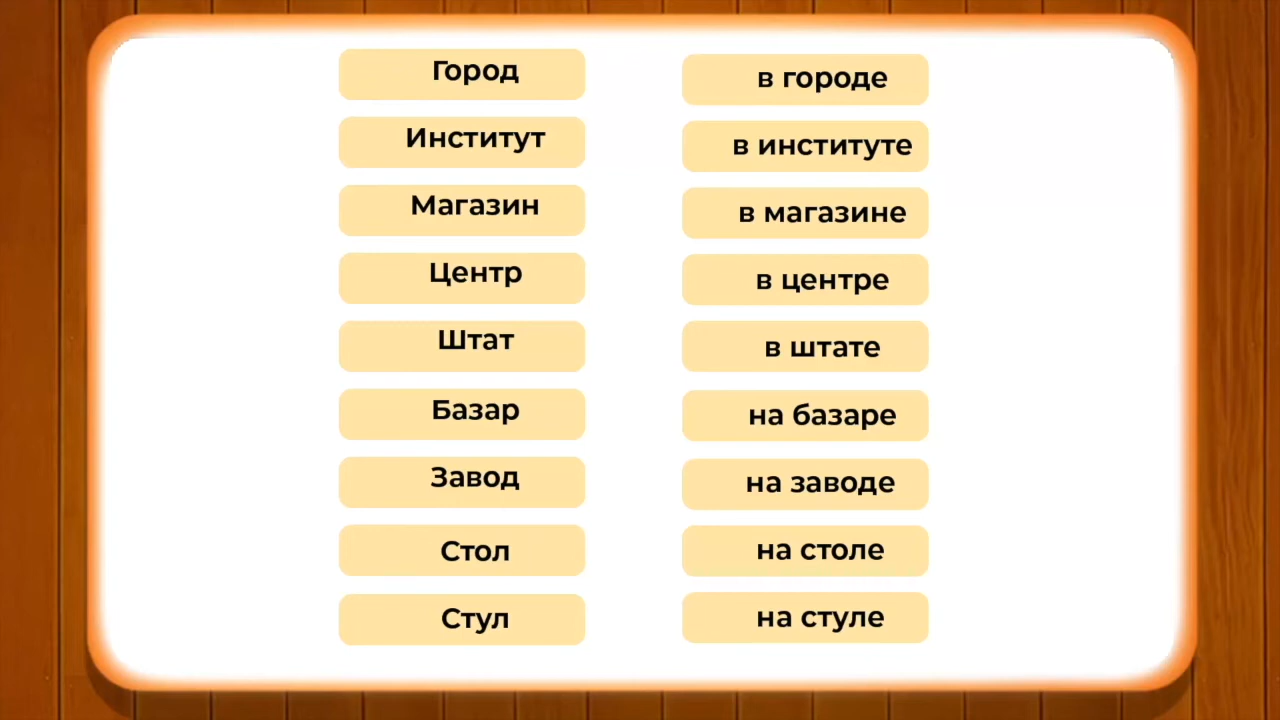 Город
в городе
Институт
в институте
Магазин
в магазине
Центр
в центре
Штат
в штате
Базар
на базаре
Завод
на заводе
Стол
на столе
Стул
на стуле